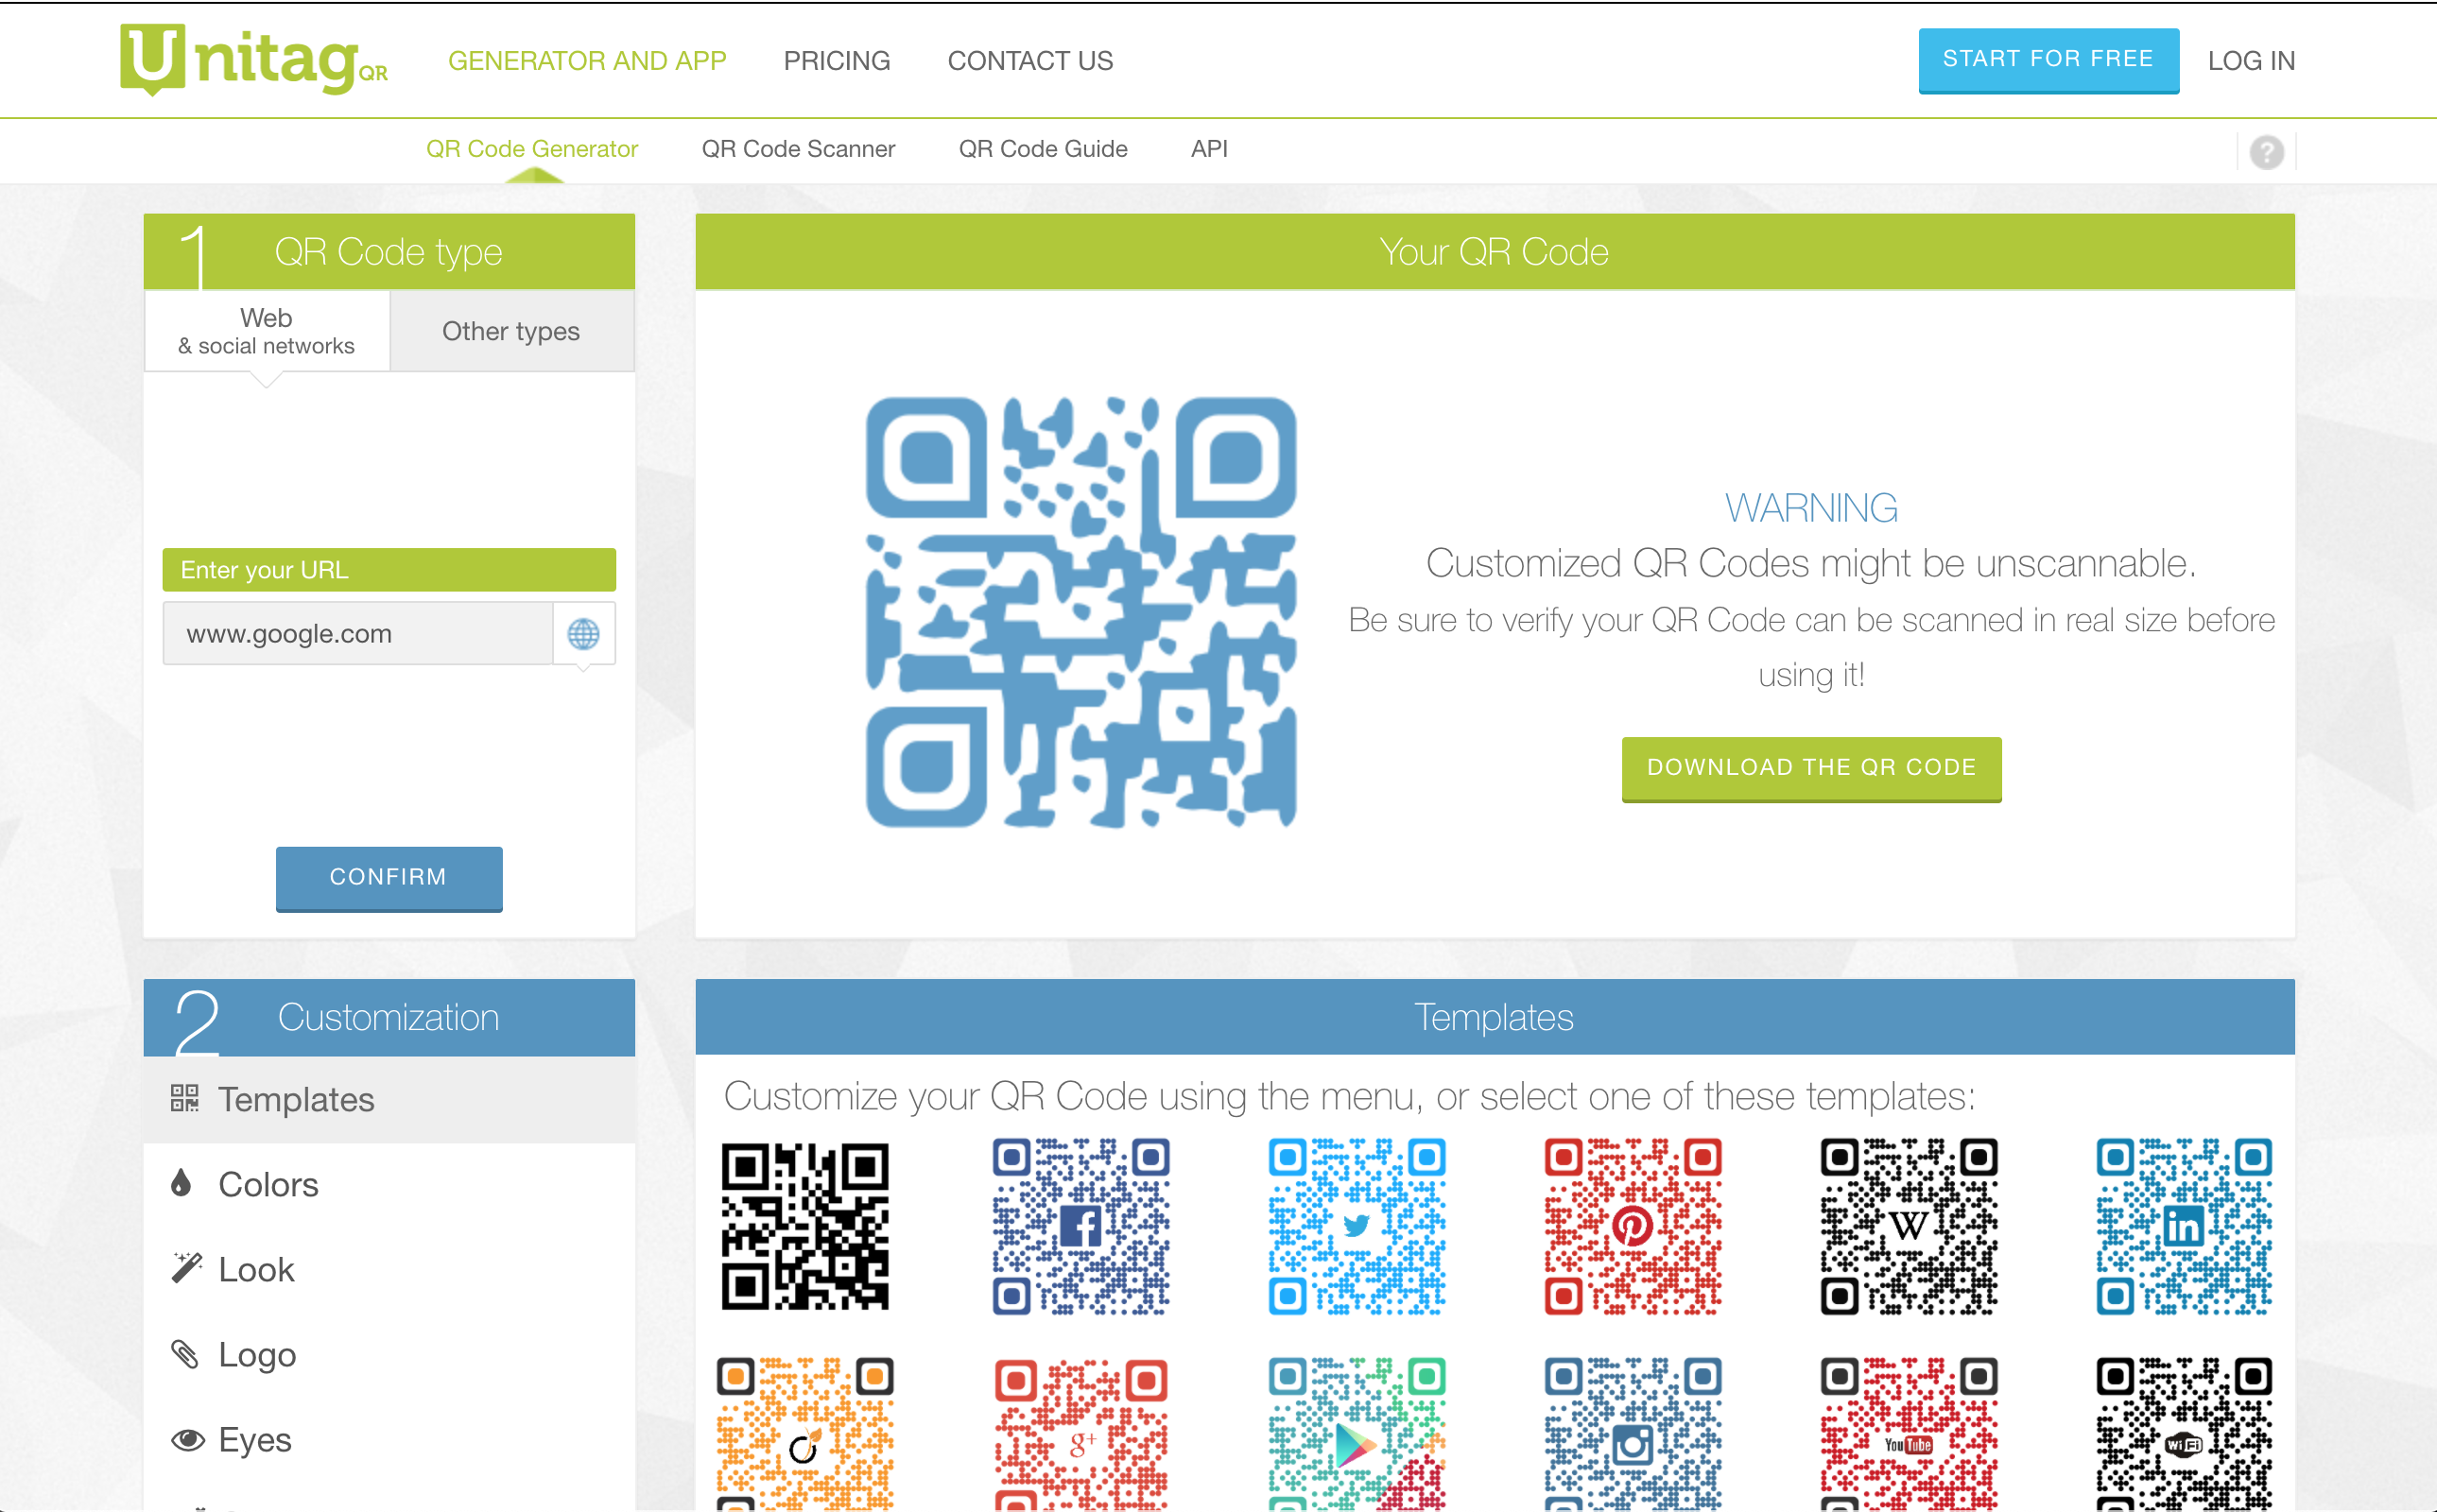 Unitag QR
GENERATOR AND APP
PRICING
CONTACT US
START FOR FREE
LOG IN
QR Code Generator
QR Code Scanner
QR Code Guide
API
?
1
QR Code type
Web
& social networks
Other types
Enter your URL
www.google.com
CONFIRM
Your QR Code
WARNING
Customized QR Codes might be unscannable.
Be sure to verify your QR Code can be scanned in real size before
using it!
DOWNLOAD THE QR CODE
2
Customization
Templates
Colors
Look
Logo
Eyes
Templates
Customize your QR Code using the menu, or select one of these templates:
f
W
in
g+
YouTube
WiFi